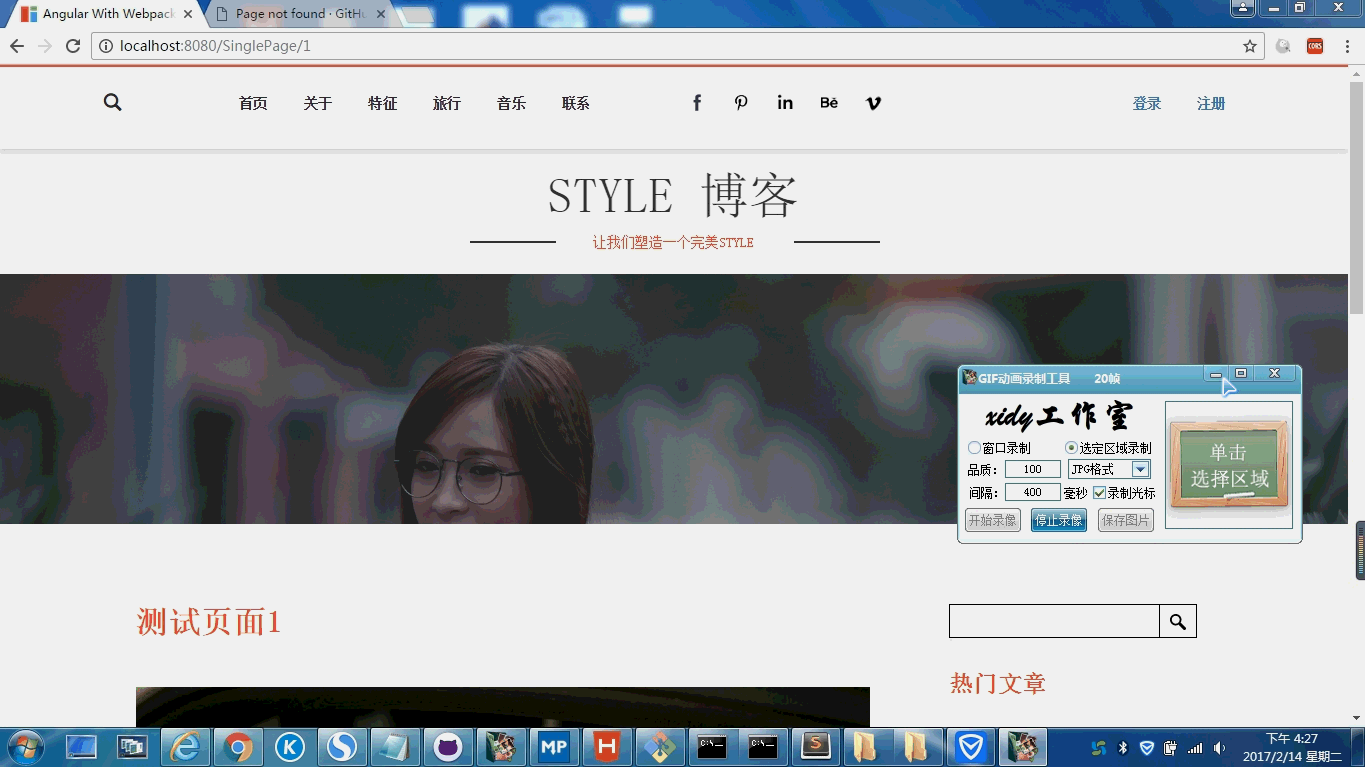 Angular With Webpack
Page not found · GitHu
localhost:8080/SinglePage/1
CORS
首页 关于 特征 旅行 音乐 联系 Bē 登录 注册
STYLE 博客
让我们塑造一个完美STYLE
GIF动画录制工具 20帧
xidy工作室
窗口录制 选定区域录制
品质: 100 JPG格式
间隔: 400 毫秒 录制光标
开始录像 停止录像 保存图片
单击
选择区域
测试页面1
热门文章
MP
C:\_
C:\_
下午 4:27
2017/2/14 星期二